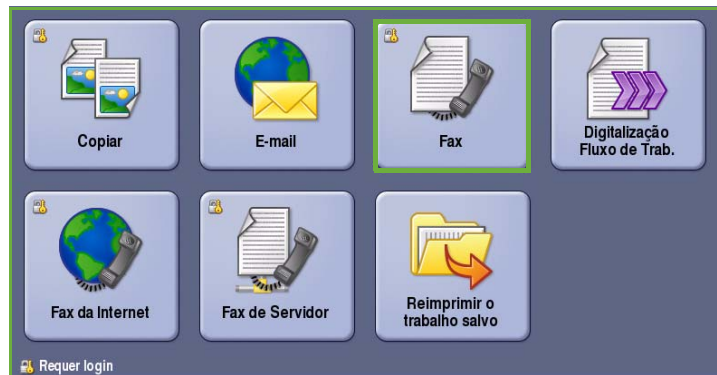 Copiar
E-mail
Fax
Digitalização
Fluxo de Trab.
Fax da Internet
Fax de Servidor
Reimprimir o
trabalho salvo
Requer login